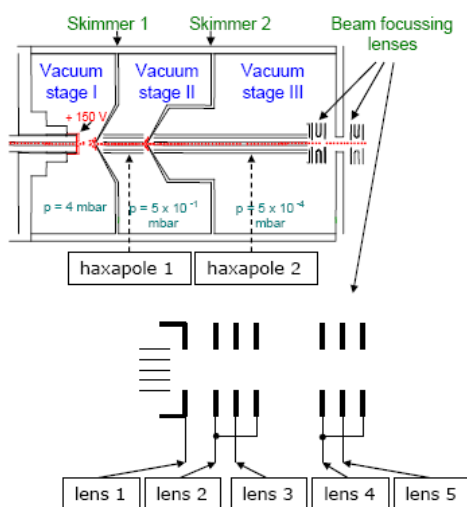 Skimmer 1
Skimmer 2
Beam focussing
lenses
Vacuum
stage I
Vacuum
stage II
Vacuum
stage III
+ 150 V
p = 4 mbar
p = 5 x 10⁻¹
mbar
p = 5 x 10⁻⁴
mbar
haxapole 1
haxapole 2
lens 1
lens 2
lens 3
lens 4
lens 5